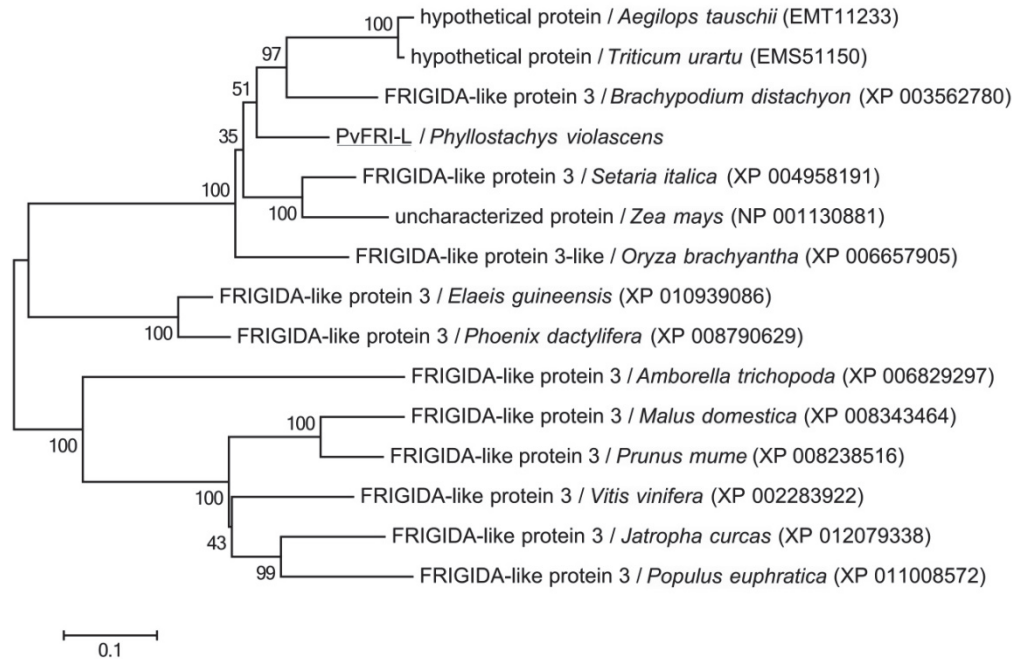 100 hypothetical protein / Aegilops tauschii (EMT11233)
97 hypothetical protein / Triticum urartu (EMS51150)
51 FRIGIDA-like protein 3 / Brachypodium distachyon (XP 003562780)
35 PvFRI-L / Phyllostachys violascens
100 FRIGIDA-like protein 3 / Setaria italica (XP 004958191)
100 uncharacterized protein / Zea mays (NP 001130881)
FRIGIDA-like protein 3-like / Oryza brachyantha (XP 006657905)
FRIGIDA-like protein 3 / Elaeis guineensis (XP 010939086)
100 FRIGIDA-like protein 3 / Phoenix dactylifera (XP 008790629)
FRIGIDA-like protein 3 / Amborella trichopoda (XP 006829297)
100 100 FRIGIDA-like protein 3 / Malus domestica (XP 008343464)
FRIGIDA-like protein 3 / Prunus mume (XP 008238516)
100 FRIGIDA-like protein 3 / Vitis vinifera (XP 002283922)
43 FRIGIDA-like protein 3 / Jatropha curcas (XP 012079338)
99 FRIGIDA-like protein 3 / Populus euphratica (XP 011008572)
0.1